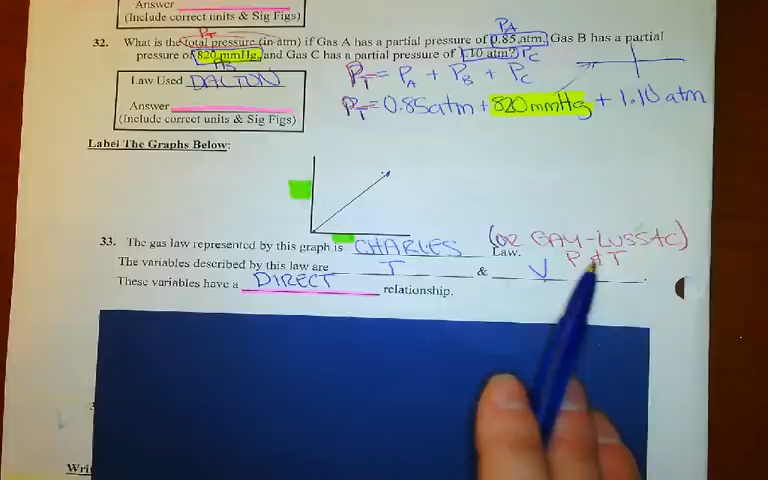 Answer
(Include correct units & Sig Figs)
PT PA
32. What is the total pressure (in atm) if Gas A has a partial pressure of 0.85 atm, Gas B has a partial
pressure of 820 mmHg, and Gas C has a partial pressure of 1.10 atm? PC
PB
Law Used DALTON
PT = PA + PB + PC
Answer
PT = 0.85atm + 820 mmHg + 1.10 atm
(Include correct units & Sig Figs)
Label The Graphs Below:
33. The gas law represented by this graph is CHARLES Law. (OR GAY-LUSSAC)
P & T
The variables described by this law are T & V .
These variables have a DIRECT relationship.